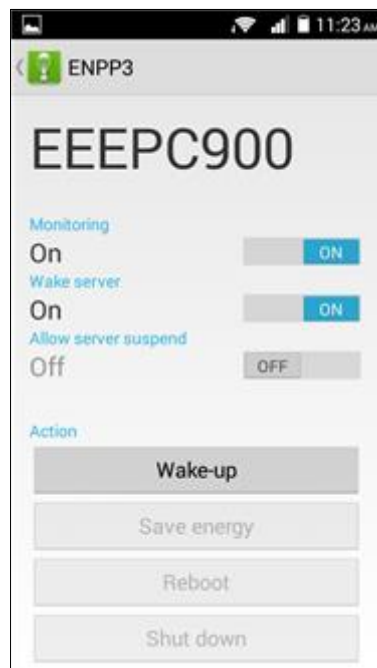 11:23 AM
ENPP3
EEEPC900
Monitoring
On ON
Wake server
On ON
Allow server suspend
Off OFF
Action
Wake-up
Save energy
Reboot
Shut down